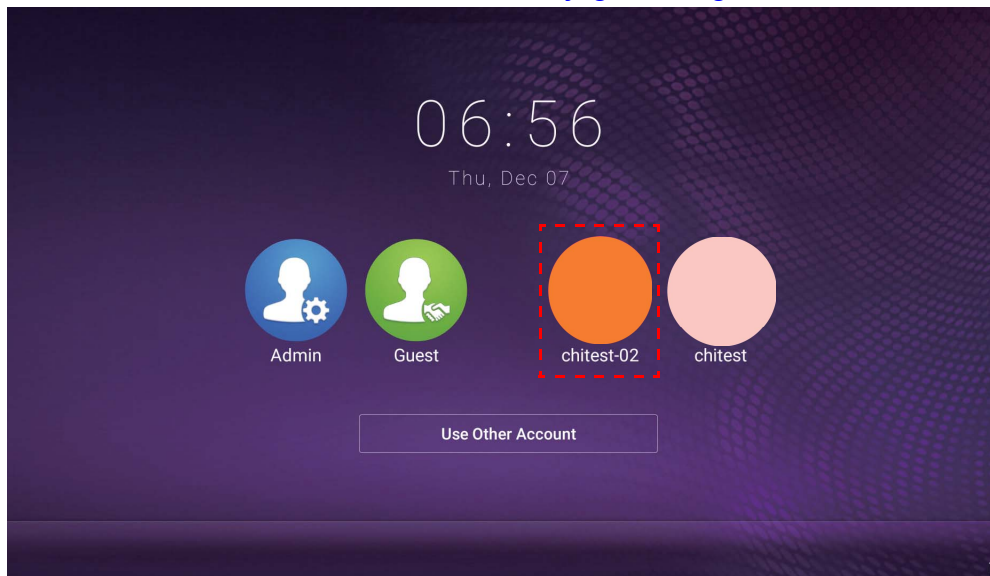 06:56
Thu, Dec 07
Admin
Guest
chitest-02
chitest
Use Other Account